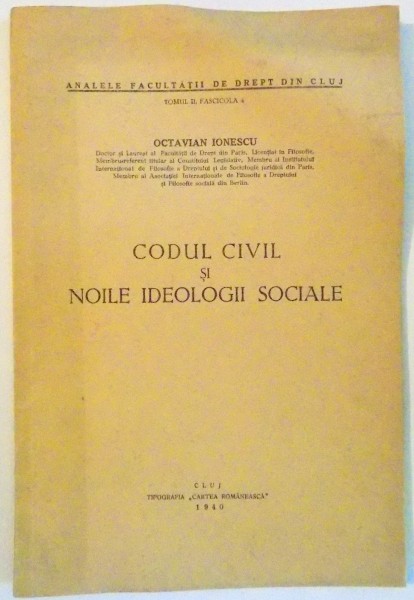 ANALELE FACULTATII DE DREPT DIN CLUJ
TOMUL II, FASCICOLA 4
OCTAVIAN IONESCU
Doctor și Laureat al Facultății de Drept din Paris, Licențiat în Filosofie,
Membru-referent titular al Consiliului Legislativ, Membru al Institutului
Internațional de Filosofie a Dreptului și de Sociologie juridică din Paris,
Membru al Asociației Internaționale de Filosofie a Dreptului
și Filosofie socială din Berlin.
CODUL CIVIL
ȘI
NOILE IDEOLOGII SOCIALE
CLUJ
TIPOGRAFIA „CARTEA ROMÂNEASCĂ”
1940